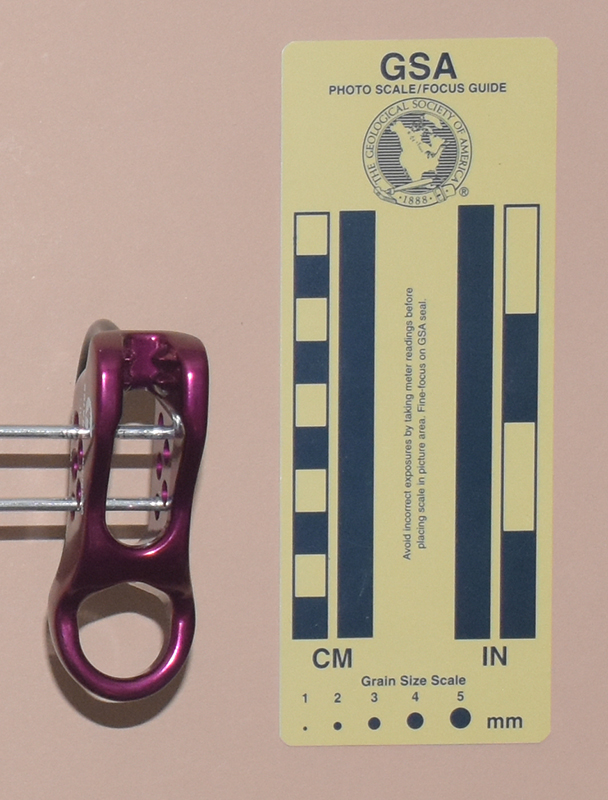 GSA
PHOTO SCALE/FOCUS GUIDE
THE GEOLOGICAL SOCIETY OF AMERICA
·1888·
®
Avoid incorrect exposures by taking meter readings before
placing scale in picture area. Fine-focus on GSA seal.
CM IN
Grain Size Scale
1 2 3 4 5
mm